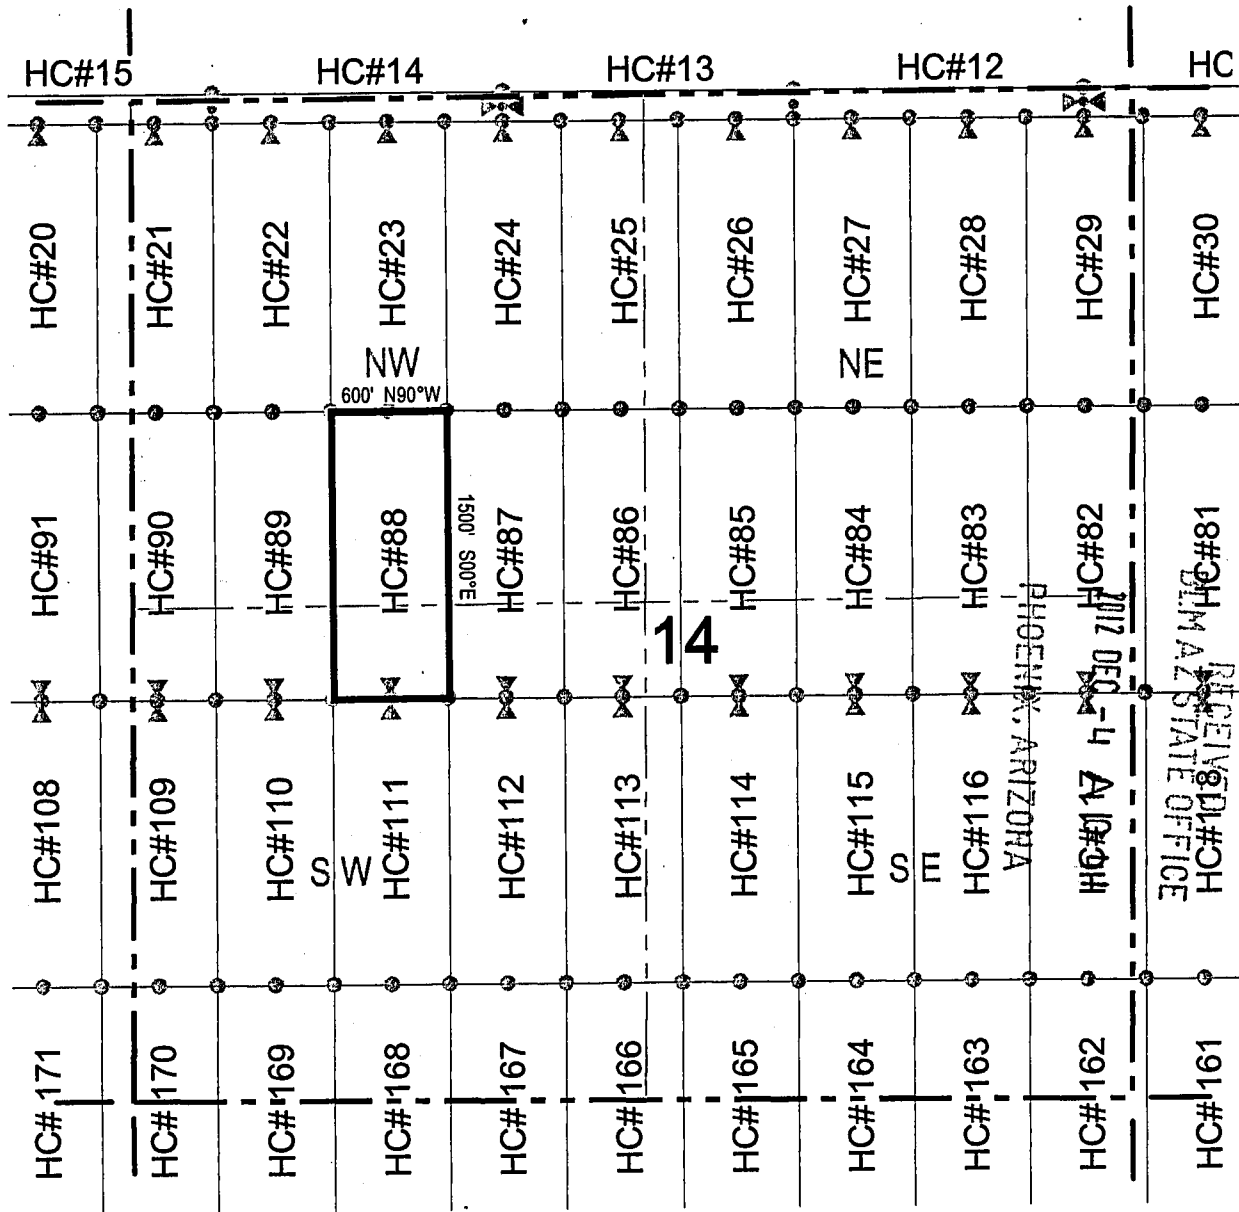 HC#15 HC#14 HC#13 HC#12 HC
HC#20 HC#21 HC#22 HC#23 HC#24 HC#25 HC#26 HC#27 HC#28 HC#29 HC#30
NW NE
600' N90°W
HC#91 HC#90 HC#89 HC#88 HC#87 HC#86 HC#85 HC#84 HC#83 HC#82 HC#81
1500' S00°E
14
RECEIVED
BLM AZ STATE OFFICE
2012 DEC -4 A
PHOENIX, ARIZONA
HC#108 HC#109 HC#110 HC#111 HC#112 HC#113 HC#114 HC#115 HC#116 HC#118
SW SE
HC# 171 HC# 170 HC# 169 HC# 168 HC# 167 HC# 166 HC# 165 HC# 164 HC# 163 HC# 162 HC# 161